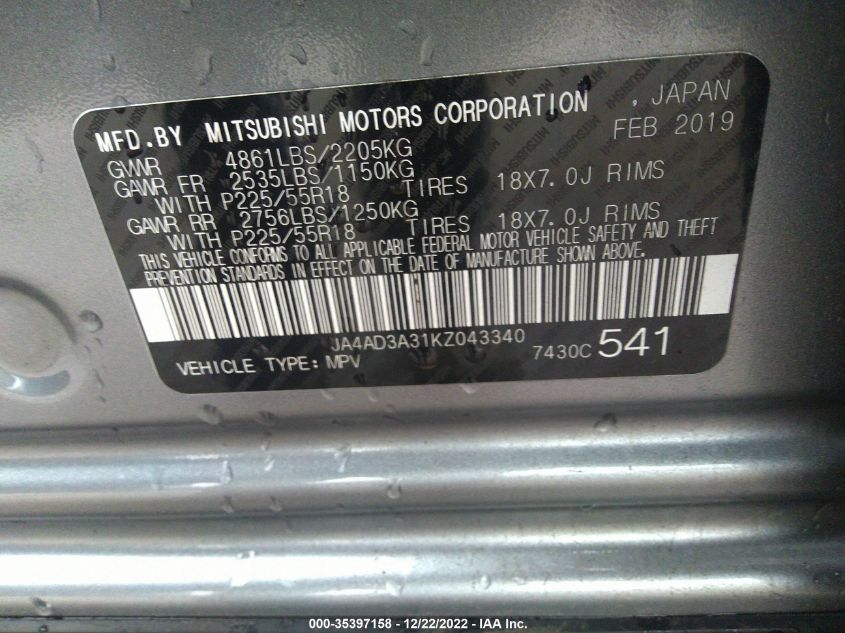 MFD.BY MITSUBISHI MOTORS CORPORATION , JAPAN
FEB 2019
GVWR 4861LBS/2205KG
GAWR FR 2535LBS/1150KG
WITH P225/55R18 TIRES 18X7.0J RIMS
GAWR RR 2756LBS/1250KG
WITH P225/55R18 TIRES 18X7.0J RIMS
THIS VEHICLE CONFORMS TO ALL APPLICABLE FEDERAL MOTOR VEHICLE SAFETY AND THEFT
PREVENTION STANDARDS IN EFFECT ON THE DATE OF MANUFACTURE SHOWN ABOVE.
JA4AD3A31KZ043340
VEHICLE TYPE: MPV 7430C 541
000-35397158 - 12/22/2022 - IAA Inc.